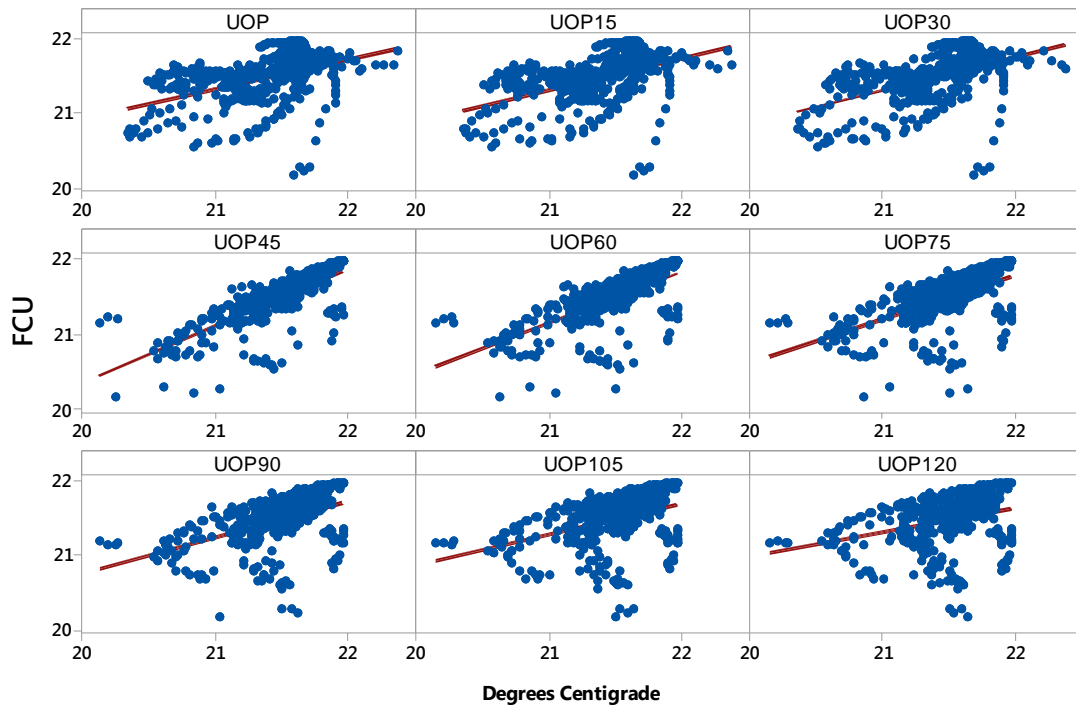 UOP UOP15 UOP30
22
21
20
20 21 22 20 21 22 20 21 22
UOP45 UOP60 UOP75
22
21
20
20 21 22 20 21 22 20 21 22
UOP90 UOP105 UOP120
22
21
20
20 21 22 20 21 22 20 21 22
FCU
Degrees Centigrade